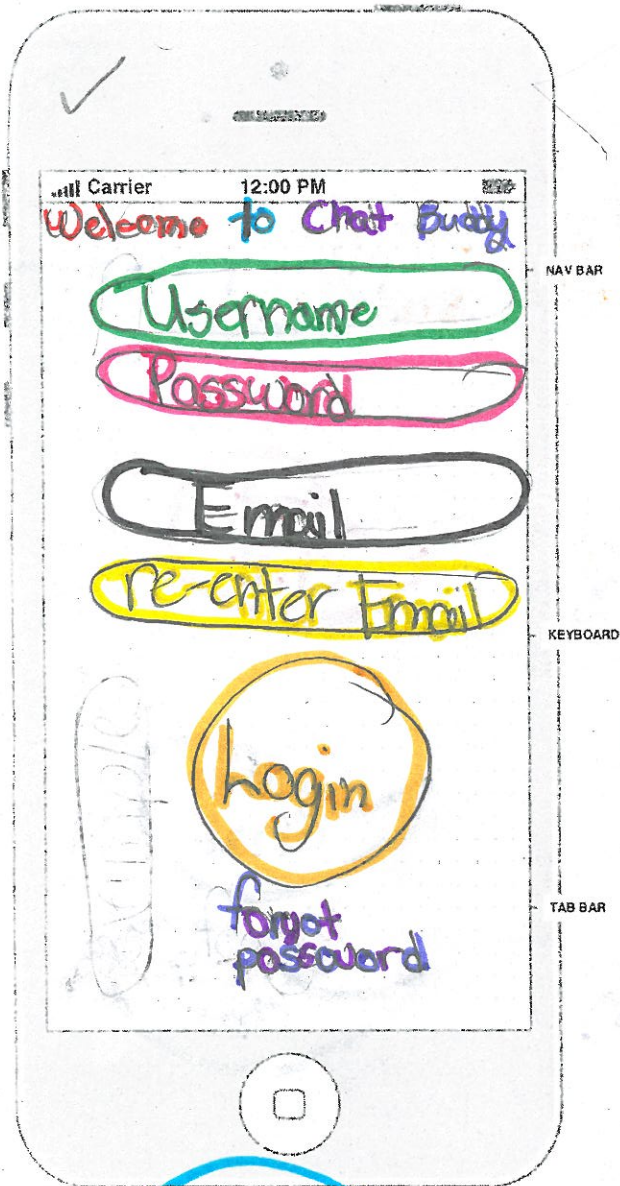 Carrier 12:00 PM
Welcome to Chat Buddy
NAV BAR
Username
Password
Email
re-enter Email
KEYBOARD
Login
TAB BAR
forgot
password